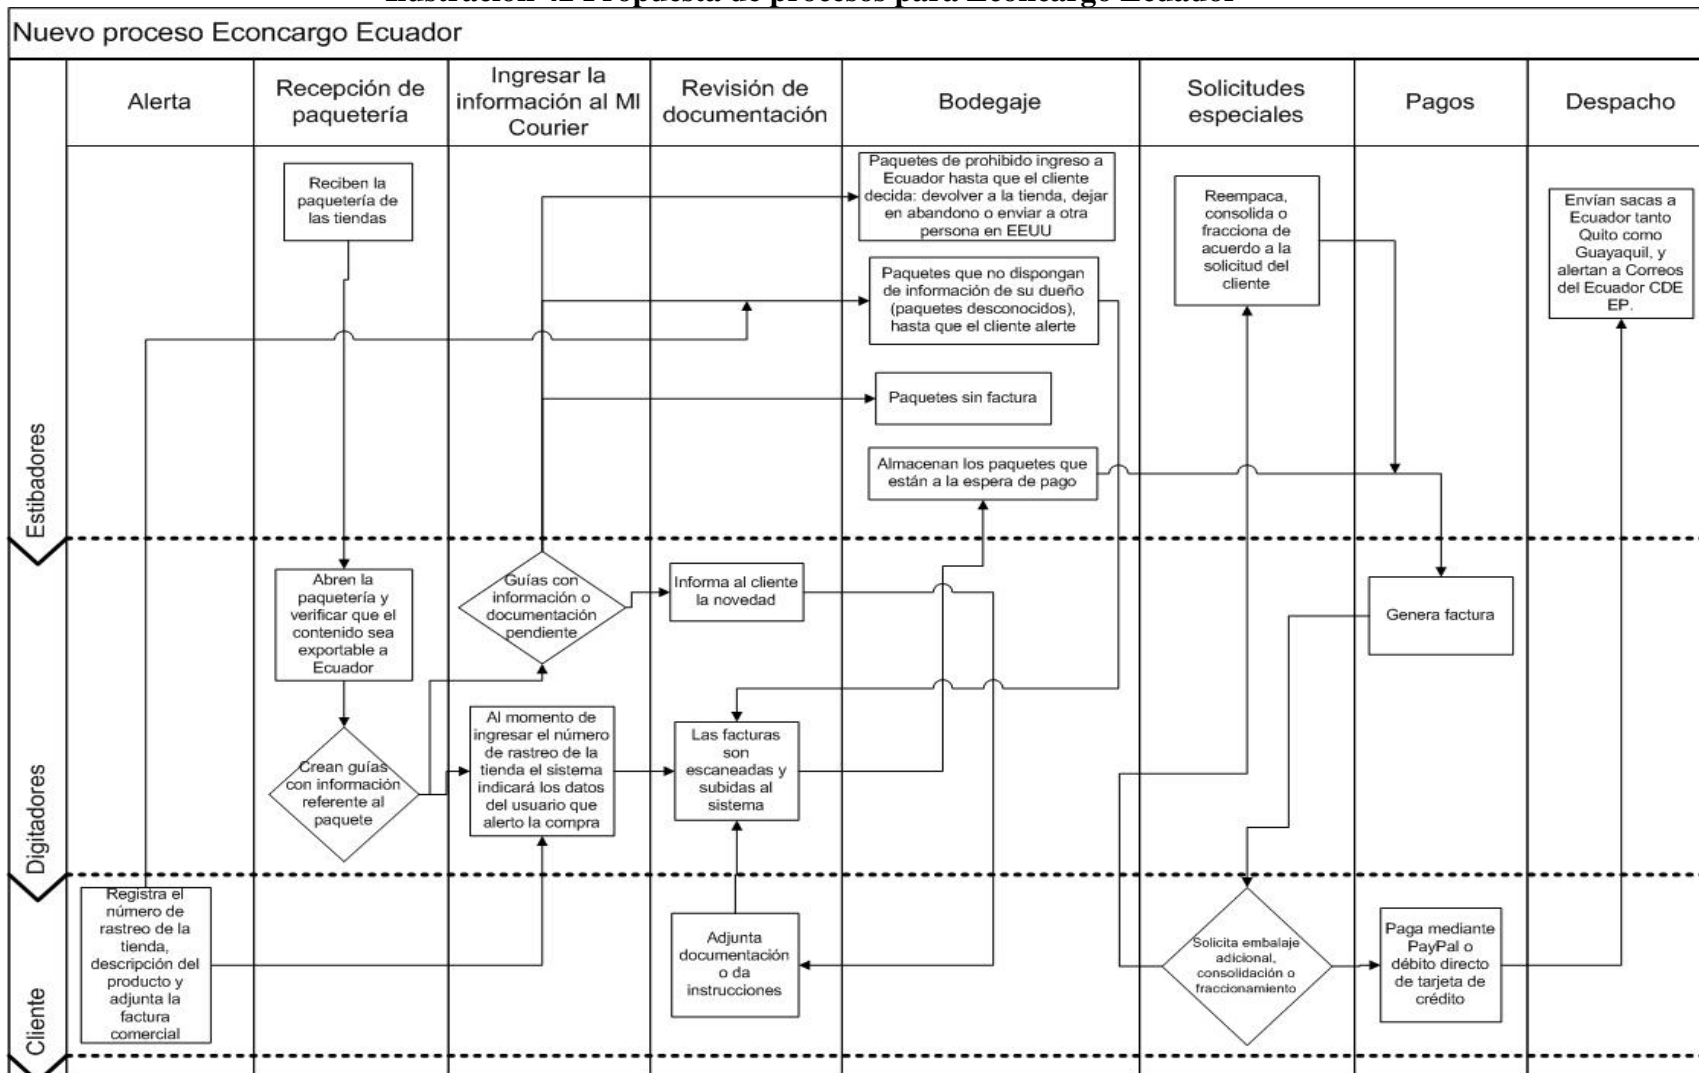 Ilustración 42 Propuesta de procesos para Econcargo Ecuador
Nuevo proceso Econcargo Ecuador
Alerta
Recepción de
paquetería
Ingresar la
información al MI
Courier
Revisión de
documentación
Bodegaje
Solicitudes
especiales
Pagos
Despacho
Estibadores
Reciben la
paquetería de
las tiendas
Paquetes de prohibido ingreso a
Ecuador hasta que el cliente
decida: devolver a la tienda, dejar
en abandono o enviar a otra
persona en EEUU
Paquetes que no dispongan
de información de su dueño
(paquetes desconocidos),
hasta que el cliente alerte
Paquetes sin factura
Almacenan los paquetes que
están a la espera de pago
Reempaca,
consolida o
fracciona de
acuerdo a la
solicitud del
cliente
Envían sacas a
Ecuador tanto
Quito como
Guayaquil, y
alertan a Correos
del Ecuador CDE
EP.
Digitadores
Abren la
paquetería y
verificar que el
contenido sea
exportable a
Ecuador
Crean guías
con información
referente al
paquete
Guías con
información o
documentación
pendiente
Al momento de
ingresar el número
de rastreo de la
tienda el sistema
indicará los datos
del usuario que
alerto la compra
Informa al cliente
la novedad
Las facturas
son
escaneadas y
subidas al
sistema
Genera factura
Cliente
Registra el
número de
rastreo de la
tienda,
descripción del
producto y
adjunta la
factura
comercial
Adjunta
documentación
o da
instrucciones
Solicita embalaje
adicional,
consolidación o
fraccionamiento
Paga mediante
PayPal o
débito directo
de tarjeta de
crédito